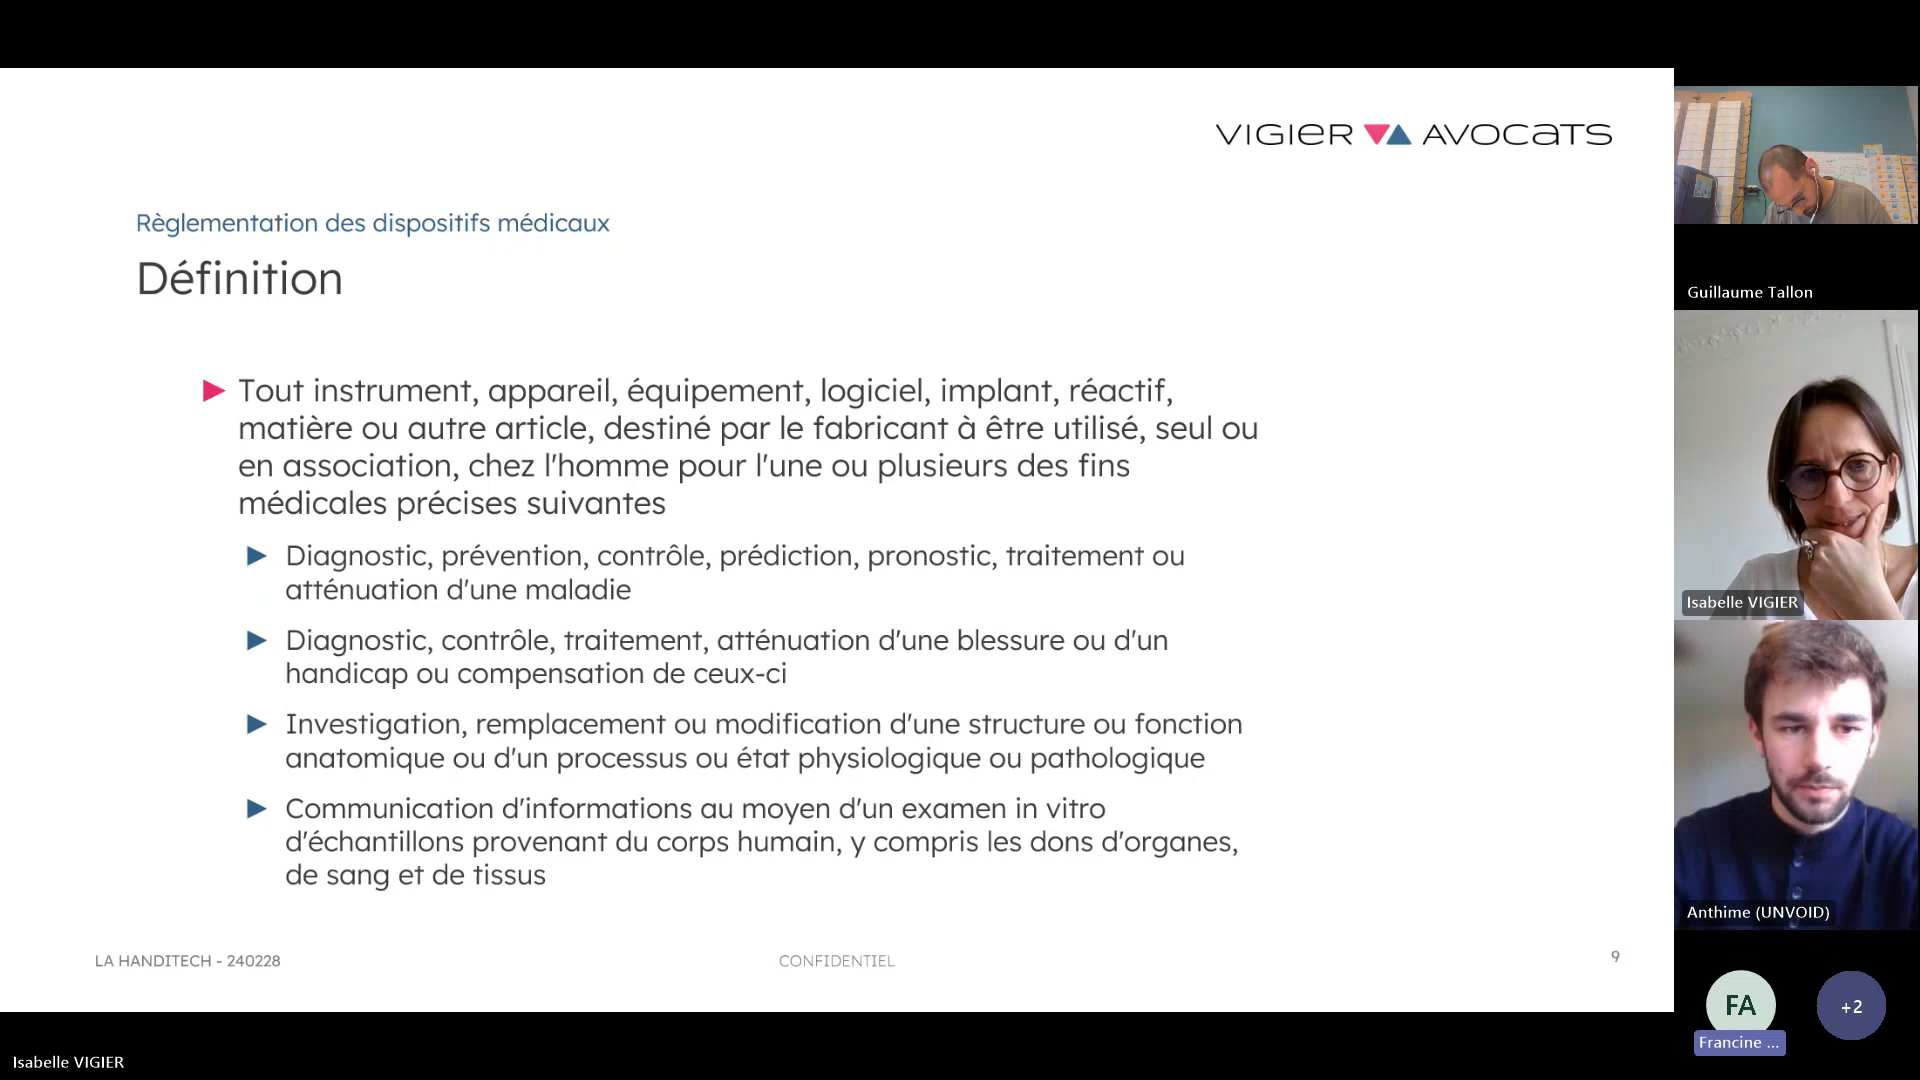 VIGIER AVOCATS
Règlementation des dispositifs médicaux
Définition
Tout instrument, appareil, équipement, logiciel, implant, réactif,
matière ou autre article, destiné par le fabricant à être utilisé, seul ou
en association, chez l'homme pour l'une ou plusieurs des fins
médicales précises suivantes
Diagnostic, prévention, contrôle, prédiction, pronostic, traitement ou
atténuation d'une maladie
Diagnostic, contrôle, traitement, atténuation d'une blessure ou d'un
handicap ou compensation de ceux-ci
Investigation, remplacement ou modification d'une structure ou fonction
anatomique ou d'un processus ou état physiologique ou pathologique
Communication d'informations au moyen d'un examen in vitro
d'échantillons provenant du corps humain, y compris les dons d'organes,
de sang et de tissus
LA HANDITECH - 240228
CONFIDENTIEL
9
Guillaume Tallon
Isabelle VIGIER
Anthime (UNVOID)
FA
+2
Francine ...
Isabelle VIGIER